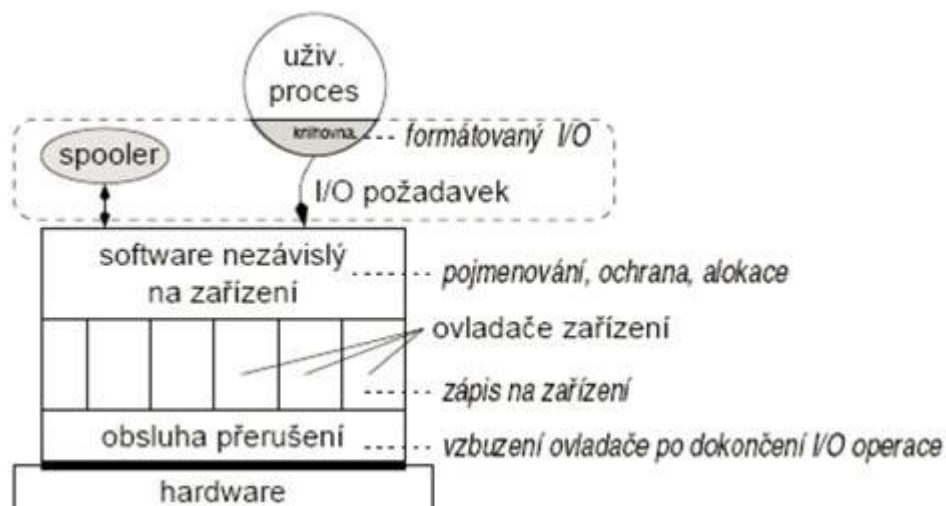 uživ.
proces
knihovna
formátovaný I/O
spooler
I/O požadavek
software nezávislý
na zařízení
pojmenování, ochrana, alokace
ovladače zařízení
zápis na zařízení
obsluha přerušení
vzbuzení ovladače po dokončení I/O operace
hardware